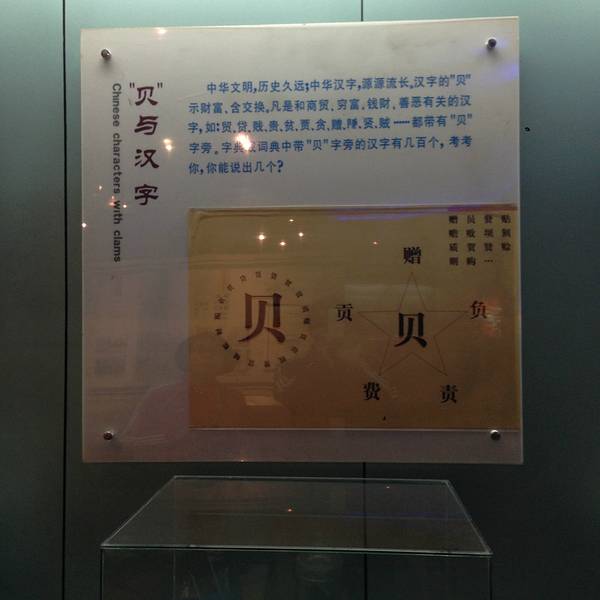 "贝"与汉字
Chinese characters with clams
中华文明,历史久远;中华汉字,源源流长。汉字的"贝"
示财富、含交换。凡是和商贸、穷富、钱财、善恶有关的汉
字,如:贸、贷、贱、贵、贫、贾、贪、赠、赚、贤、贼……都带有"贝"
字旁。字典或词典中带"贝"字旁的汉字有几百个,考考
你,你能说出几个?
贝
赠
贡
贝
负
费
责